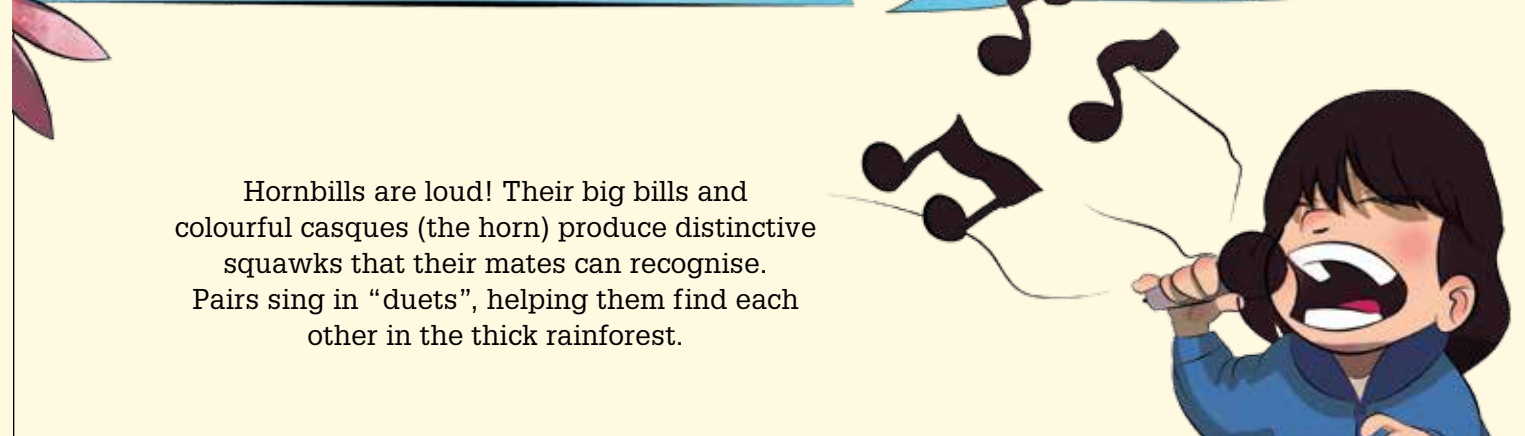 Hornbills are loud! Their big bills and
colourful casques (the horn) produce distinctive
squawks that their mates can recognise.
Pairs sing in “duets”, helping them find each
other in the thick rainforest.